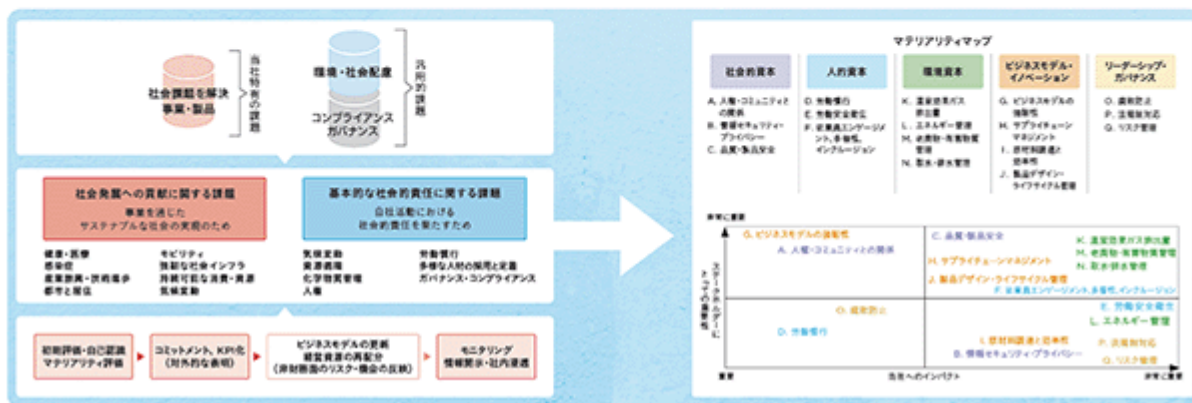 社会課題を解決
事業・製品
当社特有の課題
環境・社会配慮
コンプライアンス
ガバナンス
汎用的課題
社会発展への貢献に関する課題
事業を通じた
サステナブルな社会の実現のため
健康・医療
感染症
産業振興・技術進歩
都市と居住
モビリティ
強靭な社会インフラ
持続可能な消費・資源
気候変動
基本的な社会的責任に関する課題
自社活動における
社会的責任を果たすため
気候変動
資源循環
化学物質管理
人権
労働慣行
多様な人材の採用と定着
ガバナンス・コンプライアンス
初期評価・自己認識
マテリアリティ評価
コミットメント、KPI化
(対外的な表明)
ビジネスモデルの更新
経営資源の再配分
(非財務面のリスク・機会の反映)
モニタリング
情報開示・社内浸透
マテリアリティマップ
社会的資本
A. 人権・コミュニティと
の関係
B. 情報セキュリティ・
プライバシー
C. 品質・製品安全
人的資本
D. 労働慣行
E. 労働安全衛生
F. 従業員エンゲージメ
ント、多様性、
インクルージョン
環境資本
K. 温室効果ガス
排出量
L. エネルギー管理
M. 廃棄物・有害物質
管理
N. 取水・排水管理
ビジネスモデル・
イノベーション
G. ビジネスモデルの
強靭性
H. サプライチェーン
マネジメント
I. 原材料調達と
効率性
J. 製品デザイン・
ライフサイクル管理
リーダーシップ・
ガバナンス
O. 腐敗防止
P. 法規制対応
Q. リスク管理
非常に重要
ステークホルダーに
とっての重要性
G. ビジネスモデルの強靭性
A. 人権・コミュニティとの関係
C. 品質・製品安全
K. 温室効果ガス排出量
M. 廃棄物・有害物質管理
N. 取水・排水管理
H. サプライチェーンマネジメント
J. 製品デザイン・ライフサイクル管理
F. 従業員エンゲージメント、多様性、インクルージョン
O. 腐敗防止
D. 労働慣行
E. 労働安全衛生
L. エネルギー管理
I. 原材料調達と効率性
P. 法規制対応
B. 情報セキュリティ・プライバシー
Q. リスク管理
重要
当社へのインパクト
非常に重要